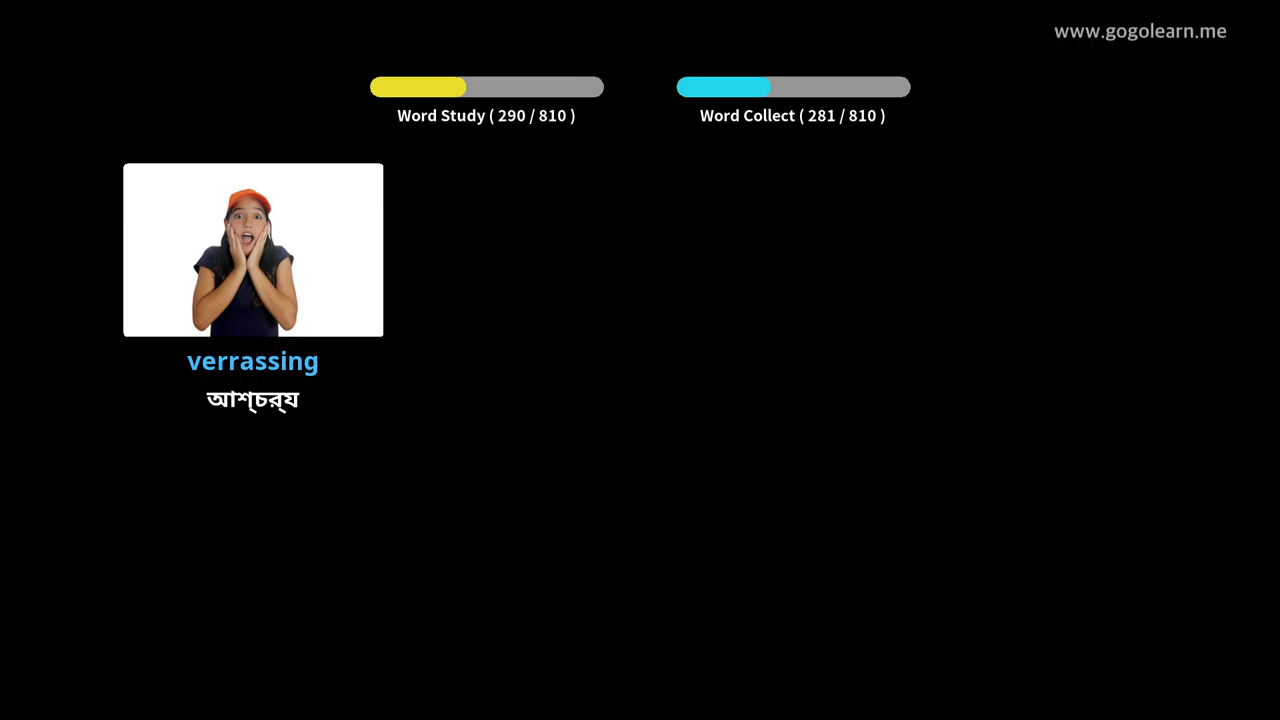 www.gogolearn.me
Word Study ( 290 / 810 )
Word Collect ( 281 / 810 )
verrassing
আশ্চর্য